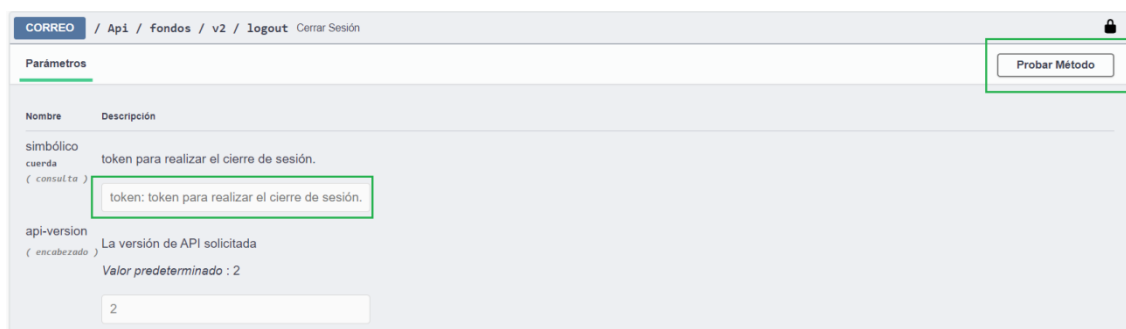 CORREO / Api / fondos / v2 / logout Cerrar Sesión
Parámetros Probar Método
Nombre Descripción
simbólico
cuerda
( consulta )
token para realizar el cierre de sesión.
token: token para realizar el cierre de sesión.
api-version
( encabezado )
La versión de API solicitada
Valor predeterminado : 2
2